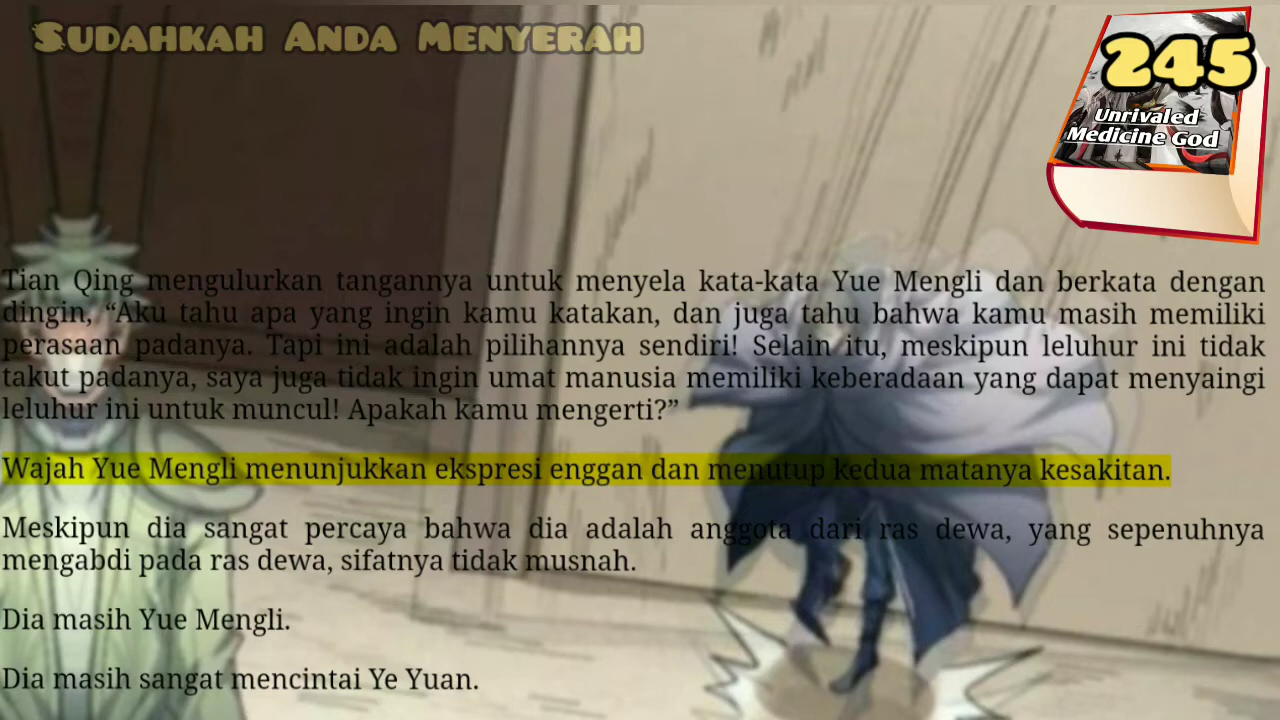 Sudahkah Anda Menyerah
245
Unrivaled
Medicine God
Tian Qing mengulurkan tangannya untuk menyela kata-kata Yue Mengli dan berkata dengan
dingin, “Aku tahu apa yang ingin kamu katakan, dan juga tahu bahwa kamu masih memiliki
perasaan padanya. Tapi ini adalah pilihannya sendiri! Selain itu, meskipun leluhur ini tidak
takut padanya, saya juga tidak ingin umat manusia memiliki keberadaan yang dapat menyaingi
leluhur ini untuk muncul! Apakah kamu mengerti?”
Wajah Yue Mengli menunjukkan ekspresi enggan dan menutup kedua matanya kesakitan.
Meskipun dia sangat percaya bahwa dia adalah anggota dari ras dewa, yang sepenuhnya
mengabdi pada ras dewa, sifatnya tidak musnah.
Dia masih Yue Mengli.
Dia masih sangat mencintai Ye Yuan.